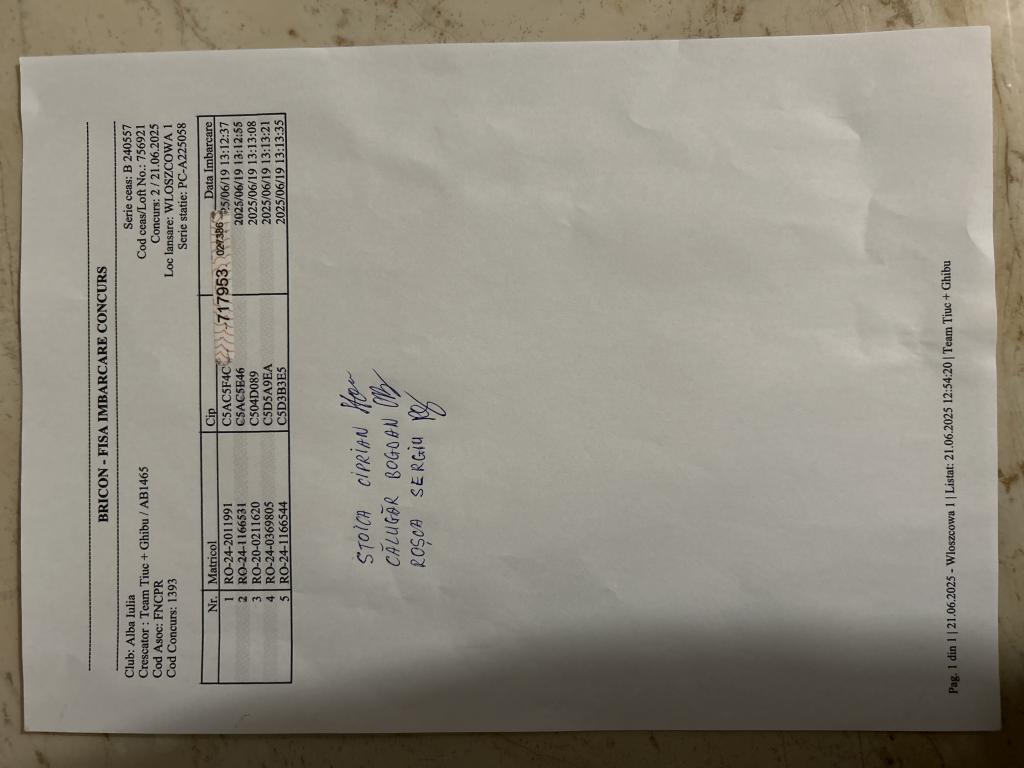 BRICON - FISA IMBARCARE CONCURS
Club: Alba Iulia
Crescator : Team Tiuc + Ghibu / AB1465
Cod Asoc: FNCPR
Cod Concurs: 1393
Serie ceas: B 240557
Cod ceas/Loft No.: 756921
Concurs: 2 / 21.06.2025
Loc lansare: WLOSZCOWA 1
Serie statie: PC-A225058
Nr. Matricol Cip Data Imbarcare
1 RO-24-2011991 C5AC5F4C 25/06/19 13:12:37
717953 027386
2 RO-24-1166531 C5AC5E46 2025/06/19 13:12:55
3 RO-20-0211620 C504D089 2025/06/19 13:13:08
4 RO-24-0369805 C5D5A9EA 2025/06/19 13:13:21
5 RO-24-1166544 C5D3B3E5 2025/06/19 13:13:35
STOICA CIPRIAN
CĂLUGĂR BOGDAN
ROȘCA SERGIU
Pag. 1 din 1 | 21.06.2025 - Wloszcowa 1 | Listat: 21.06.2025 12:54:20 | Team Tiuc + Ghibu